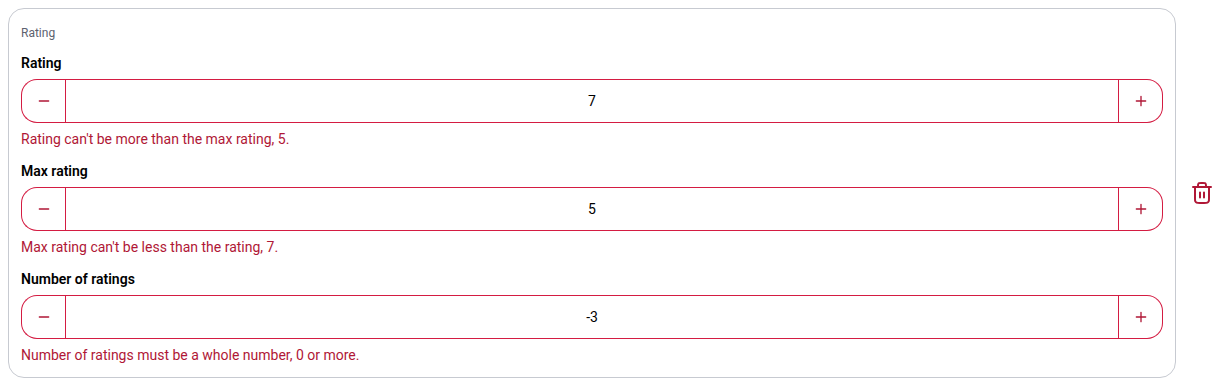 Rating
Rating
7
Rating can't be more than the max rating, 5.
Max rating
5
Max rating can't be less than the rating, 7.
Number of ratings
-3
Number of ratings must be a whole number, 0 or more.